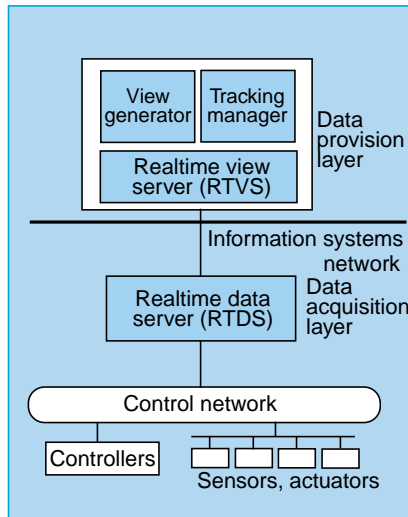 View
generator
Tracking
manager
Data
provision
layer
Realtime view
server (RTVS)
Information systems
network
Realtime data
server (RTDS)
Data
acquisition
layer
Control network
Controllers
Sensors, actuators